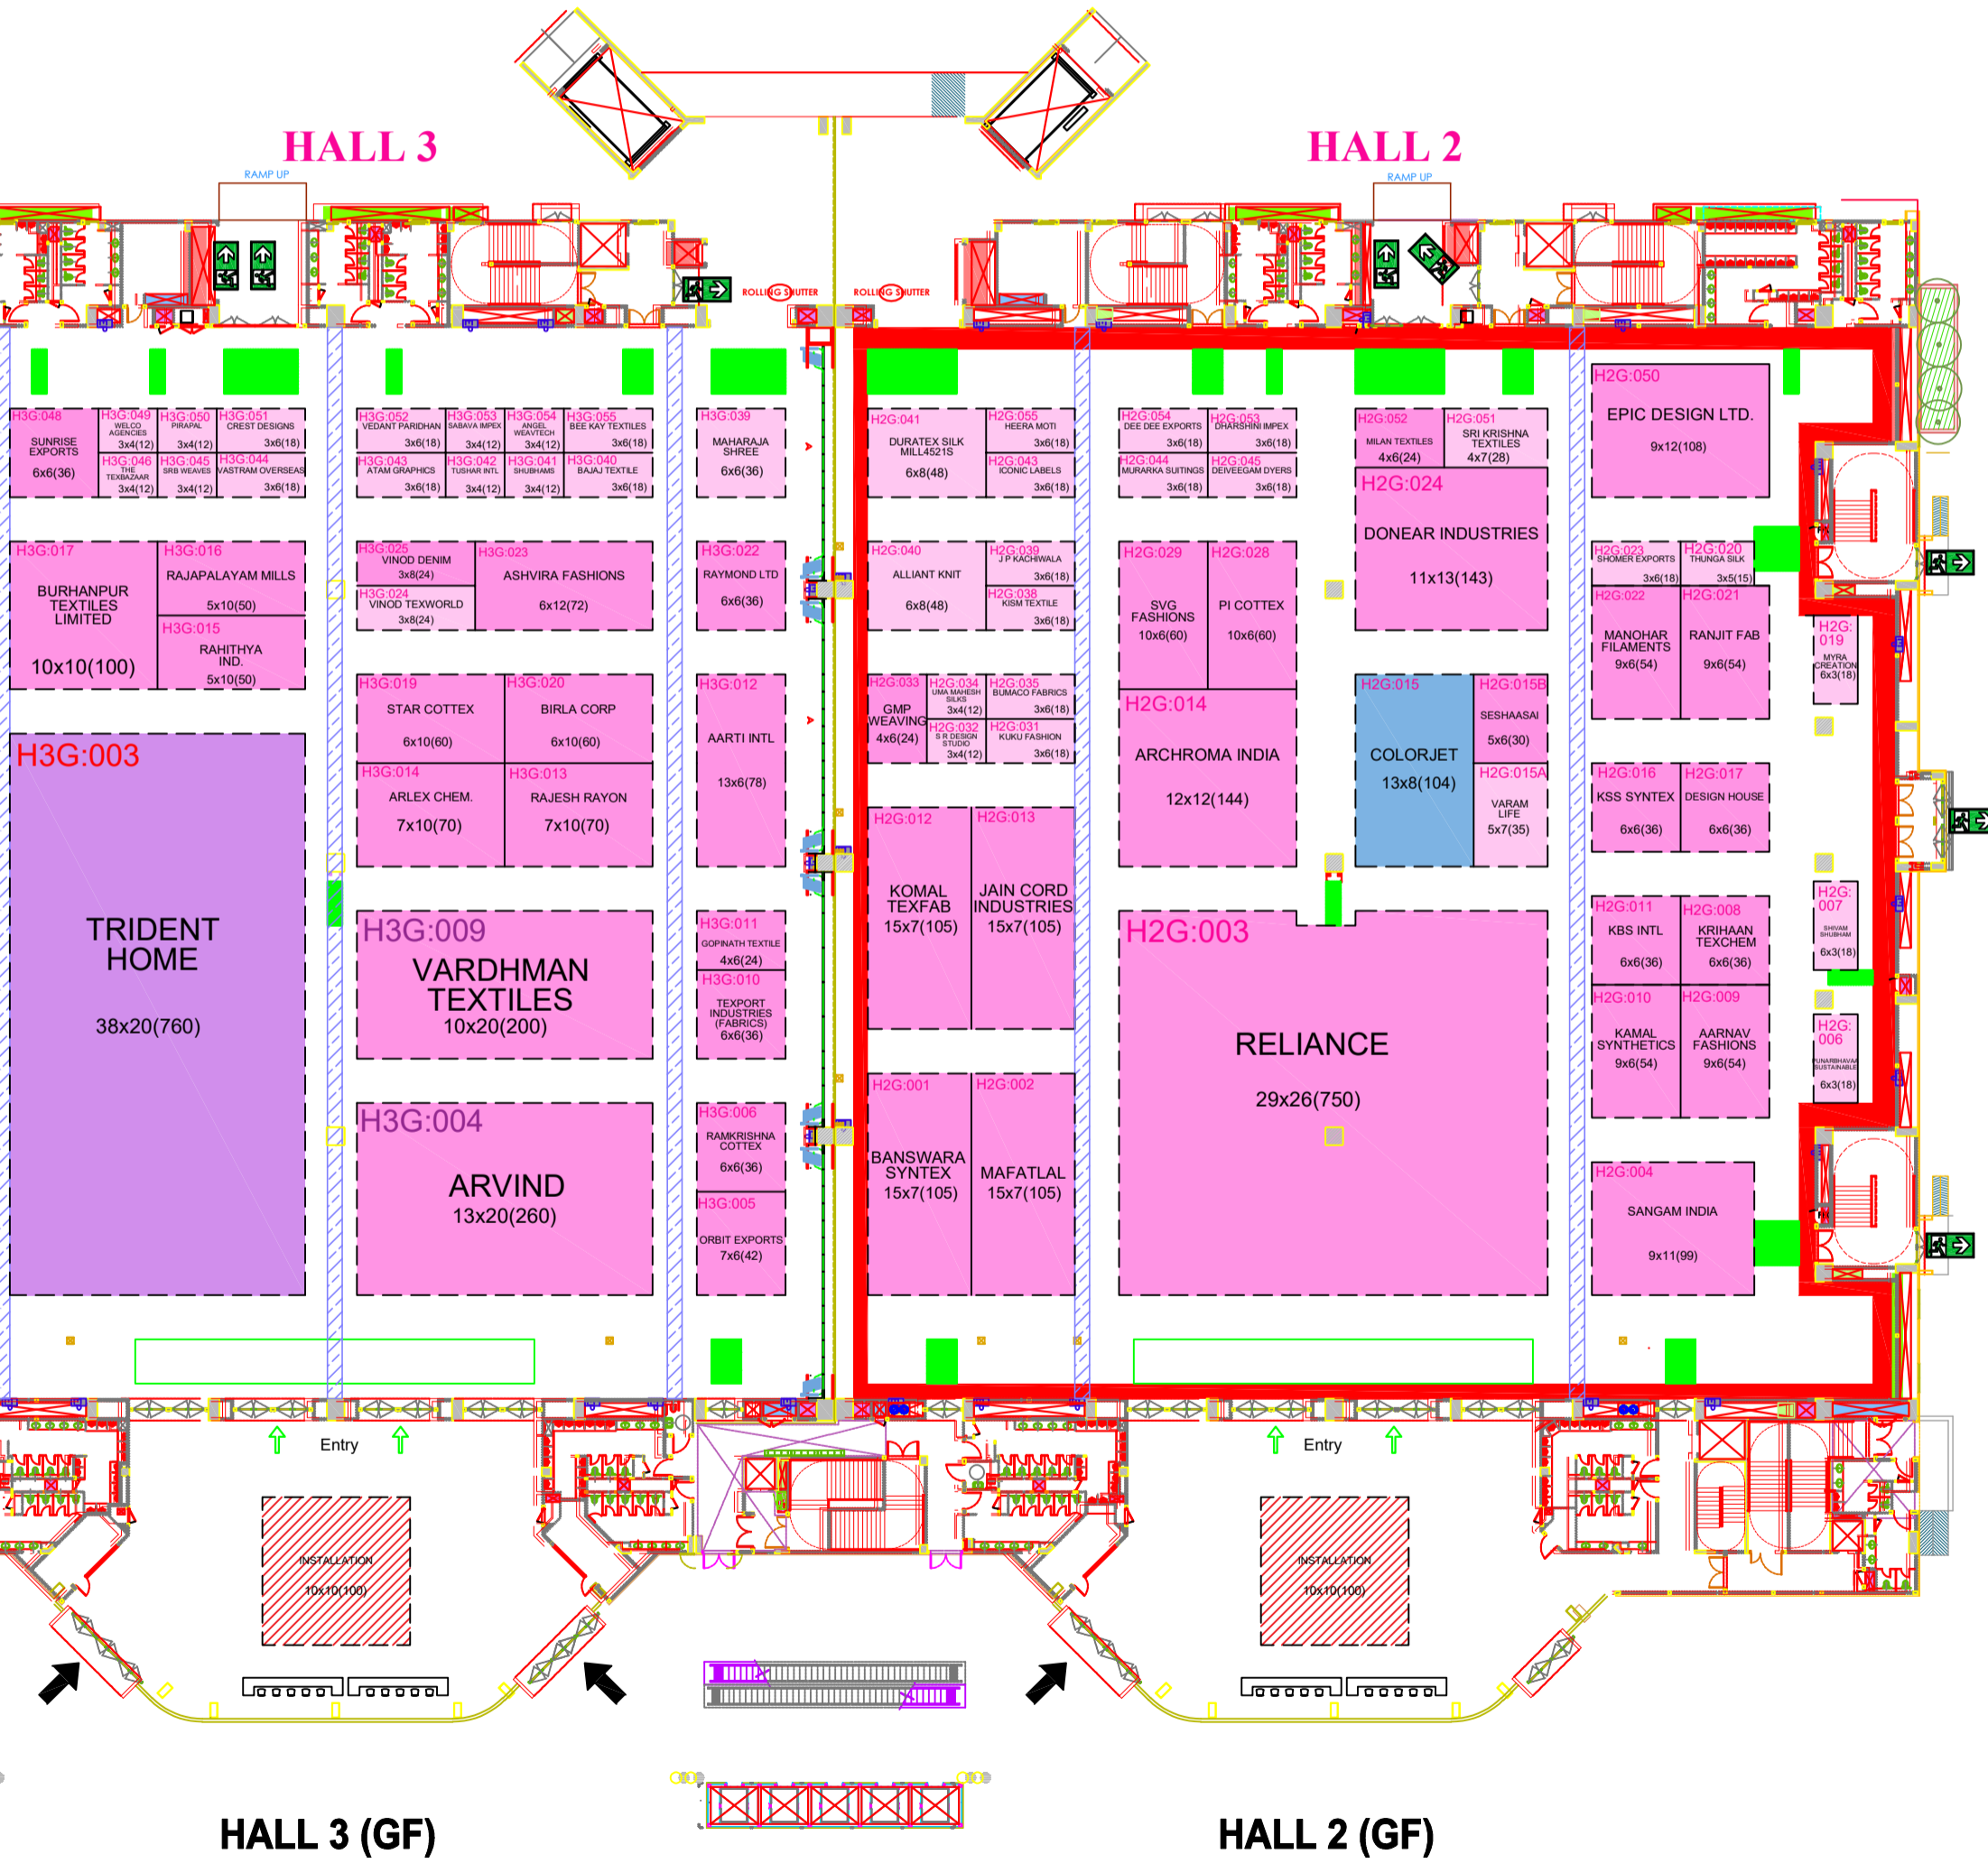 HALL 3
HALL 2
RAMP UP
RAMP UP
ROLLING SHUTTER
ROLLING SHUTTER
H3G:048
SUNRISE
EXPORTS
6x6(36)
H3G:049
WELCO
AGENCIES
3x4(12)
H3G:050
PIRAPAL
3x4(12)
H3G:051
CREST DESIGNS
3x6(18)
H3G:046
THE
TEXBAZAAR
3x4(12)
H3G:045
SRB WEAVES
3x4(12)
H3G:044
VASTRAM OVERSEAS
3x6(18)
H3G:052
VEDANT PARIDHAN
3x6(18)
H3G:053
SABAVA IMPEX
3x4(12)
H3G:054
ANGEL
WEAVTECH
3x4(12)
H3G:055
BEE KAY TEXTILES
3x6(18)
H3G:043
ATAM GRAPHICS
3x6(18)
H3G:042
TUSHAR INTL
3x4(12)
H3G:041
SHUBHAMS
3x4(12)
H3G:040
BAJAJ TEXTILE
3x6(18)
H3G:039
MAHARAJA
SHREE
6x6(36)
H2G:041
DURATEX SILK
MILL4521S
6x8(48)
H2G:055
HEERA MOTI
3x6(18)
H2G:043
ICONIC LABELS
3x6(18)
H2G:054
DEE DEE EXPORTS
3x6(18)
H2G:053
DHARSHINI IMPEX
3x6(18)
H2G:044
MURARKA SUITINGS
3x6(18)
H2G:045
DEIVEEGAM DYERS
3x6(18)
H2G:052
MILAN TEXTILES
4x6(24)
H2G:051
SRI KRISHNA
TEXTILES
4x7(28)
H2G:050
EPIC DESIGN LTD.
9x12(108)
H2G:024
DONEAR INDUSTRIES
11x13(143)
H3G:017
BURHANPUR
TEXTILES
LIMITED
10x10(100)
H3G:016
RAJAPALAYAM MILLS
5x10(50)
H3G:015
RAHITHYA
IND.
5x10(50)
H3G:025
VINOD DENIM
3x8(24)
H3G:024
VINOD TEXWORLD
3x8(24)
H3G:023
ASHVIRA FASHIONS
6x12(72)
H3G:022
RAYMOND LTD
6x6(36)
H2G:040
ALLIANT KNIT
6x8(48)
H2G:039
J P KACHIWALA
3x6(18)
H2G:038
KISM TEXTILE
3x6(18)
H2G:029
SVG
FASHIONS
10x6(60)
H2G:028
PI COTTEX
10x6(60)
H2G:023
SHOMER EXPORTS
3x6(18)
H2G:020
THUNGA SILK
3x5(15)
H2G:022
MANOHAR
FILAMENTS
9x6(54)
H2G:021
RANJIT FAB
9x6(54)
H2G:
019
MYRA
CREATION
6x3(18)
H3G:003
TRIDENT
HOME
38x20(760)
H3G:019
STAR COTTEX
6x10(60)
H3G:020
BIRLA CORP
6x10(60)
H3G:014
ARLEX CHEM.
7x10(70)
H3G:013
RAJESH RAYON
7x10(70)
H3G:012
AARTI INTL
13x6(78)
H2G:033
GMP
WEAVING
4x6(24)
H2G:034
UMA MAHESH
SILKS
3x4(12)
H2G:035
BUMACO FABRICS
3x6(18)
H2G:032
S R DESIGN
STUDIO
3x4(12)
H2G:031
KUKU FASHION
3x6(18)
H2G:014
ARCHROMA INDIA
12x12(144)
H2G:015
COLORJET
13x8(104)
H2G:015B
SESHAASAI
5x6(30)
H2G:015A
VARAM
LIFE
5x7(35)
H2G:016
KSS SYNTEX
6x6(36)
H2G:017
DESIGN HOUSE
6x6(36)
H2G:012
KOMAL
TEXFAB
15x7(105)
H2G:013
JAIN CORD
INDUSTRIES
15x7(105)
H3G:009
VARDHMAN
TEXTILES
10x20(200)
H3G:011
GOPINATH TEXTILE
4x6(24)
H3G:010
TEXPORT
INDUSTRIES
(FABRICS)
6x6(36)
H2G:003
RELIANCE
29x26(750)
H2G:011
KBS INTL
6x6(36)
H2G:008
KRIHAAN
TEXCHEM
6x6(36)
H2G:
007
SHIVAM
SHUBHAM
6x3(18)
H2G:010
KAMAL
SYNTHETICS
9x6(54)
H2G:009
AARNAV
FASHIONS
9x6(54)
H2G:
006
PUNARBHAVAA
SUSTAINABLE
6x3(18)
H3G:004
ARVIND
13x20(260)
H3G:006
RAMKRISHNA
COTTEX
6x6(36)
H3G:005
ORBIT EXPORTS
7x6(42)
H2G:001
BANSWARA
SYNTEX
15x7(105)
H2G:002
MAFATLAL
15x7(105)
H2G:004
SANGAM INDIA
9x11(99)
Entry
Entry
INSTALLATION
10x10(100)
INSTALLATION
10x10(100)
HALL 3 (GF)
HALL 2 (GF)